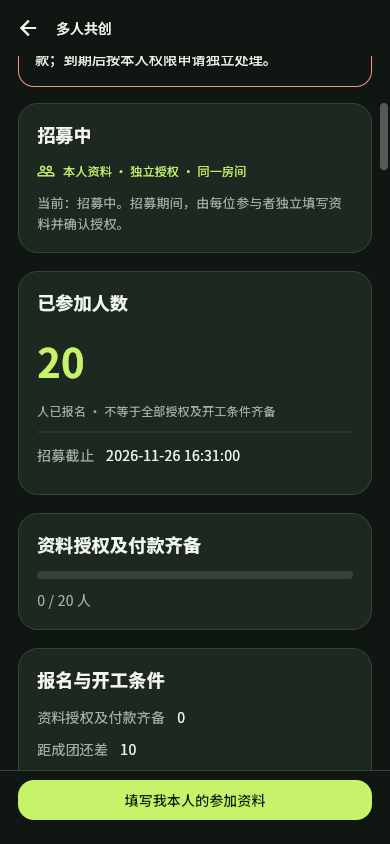 多人共创
款；到期后按本人权限申请独立处理。
招募中
本人资料 · 独立授权 · 同一房间
当前：招募中。招募期间，由每位参与者独立填写资
料并确认授权。
已参加人数
20
人已报名 · 不等于全部授权及开工条件齐备
招募截止 2026-11-26 16:31:00
资料授权及付款齐备
0 / 20 人
报名与开工条件
资料授权及付款齐备 0
距成团还差 10
填写我本人的参加资料